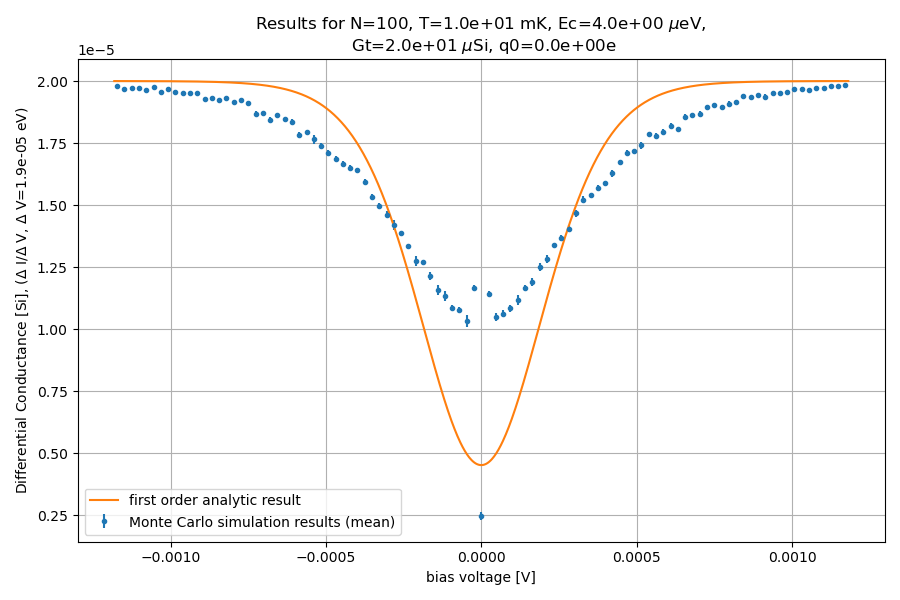 Results for N=100, T=1.0e+01 mK, Ec=4.0e+00 μeV,
Gt=2.0e+01 μSi, q0=0.0e+00e
1e−5
2.00
1.75
1.50
1.25
1.00
0.75
0.50
0.25
Differential Conductance [Si], (Δ I/Δ V, Δ V=1.9e-05 eV)
first order analytic result
Monte Carlo simulation results (mean)
−0.0010
−0.0005
0.0000
0.0005
0.0010
bias voltage [V]